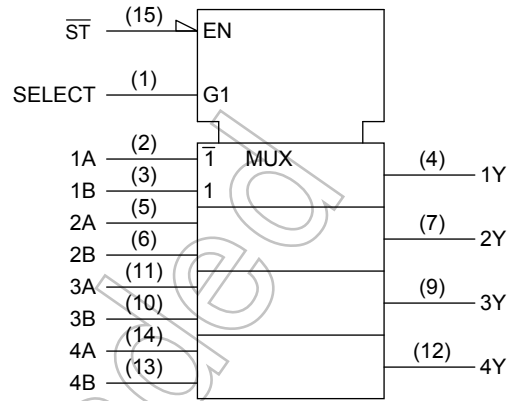 S̅T̅ (15) EN
SELECT (1) G1
1A (2) 1̅ MUX (4) 1Y
1B (3) 1
2A (5) (7) 2Y
2B (6)
3A (11) (9) 3Y
3B (10)
4A (14) (12) 4Y
4B (13)